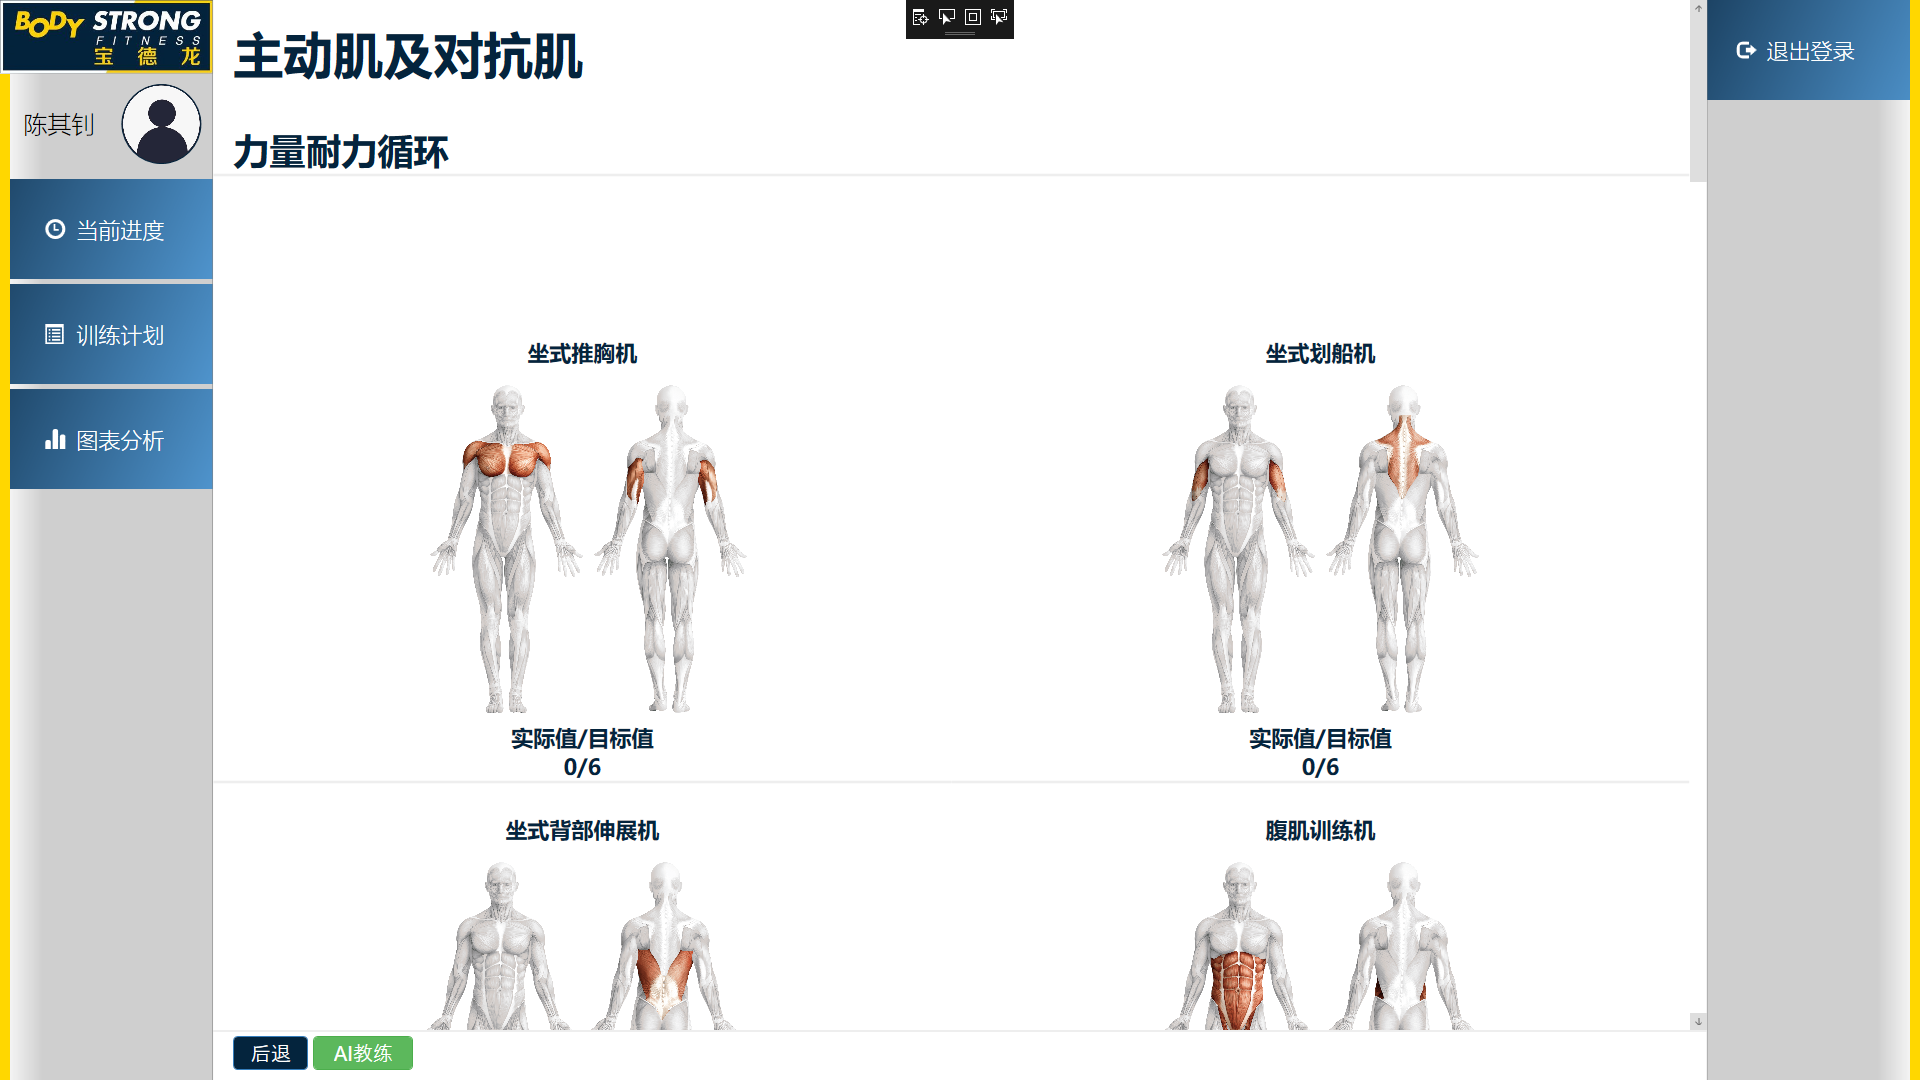 BODY STRONG
FITNESS
宝德龙
陈其钊
当前进度
训练计划
图表分析
主动肌及对抗肌
力量耐力循环
坐式推胸机
坐式划船机
实际值/目标值
0/6
实际值/目标值
0/6
坐式背部伸展机
腹肌训练机
后退
AI教练
退出登录